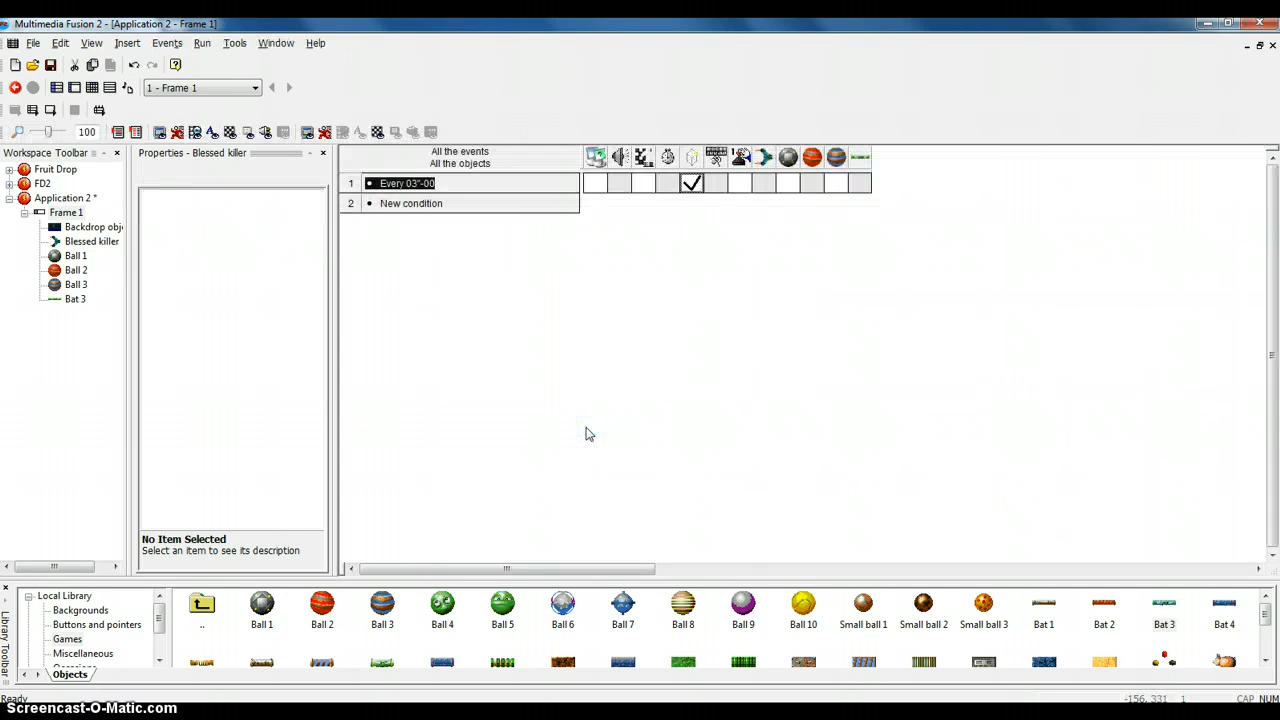 Multimedia Fusion 2 - [Application 2 - Frame 1]
File Edit View Insert Events Run Tools Window Help
1 - Frame 1
100
Workspace Toolbar
Fruit Drop
FD2
Application 2 *
Frame 1
Backdrop obj
Blessed killer
Ball 1
Ball 2
Ball 3
Bat 3
Properties - Blessed killer
No Item Selected
Select an item to see its description
All the events
All the objects
1 • Every 03"-00
2 • New condition
Library Toolbar
Local Library
Backgrounds
Buttons and pointers
Games
Miscellaneous
Objects
.. Ball 1 Ball 2 Ball 3 Ball 4 Ball 5 Ball 6 Ball 7 Ball 8 Ball 9 Ball 10 Small ball 1 Small ball 2 Small ball 3 Bat 1 Bat 2 Bat 3 Bat 4
Ready
-156, 331 1 CAP NUM
Screencast-O-Matic.com